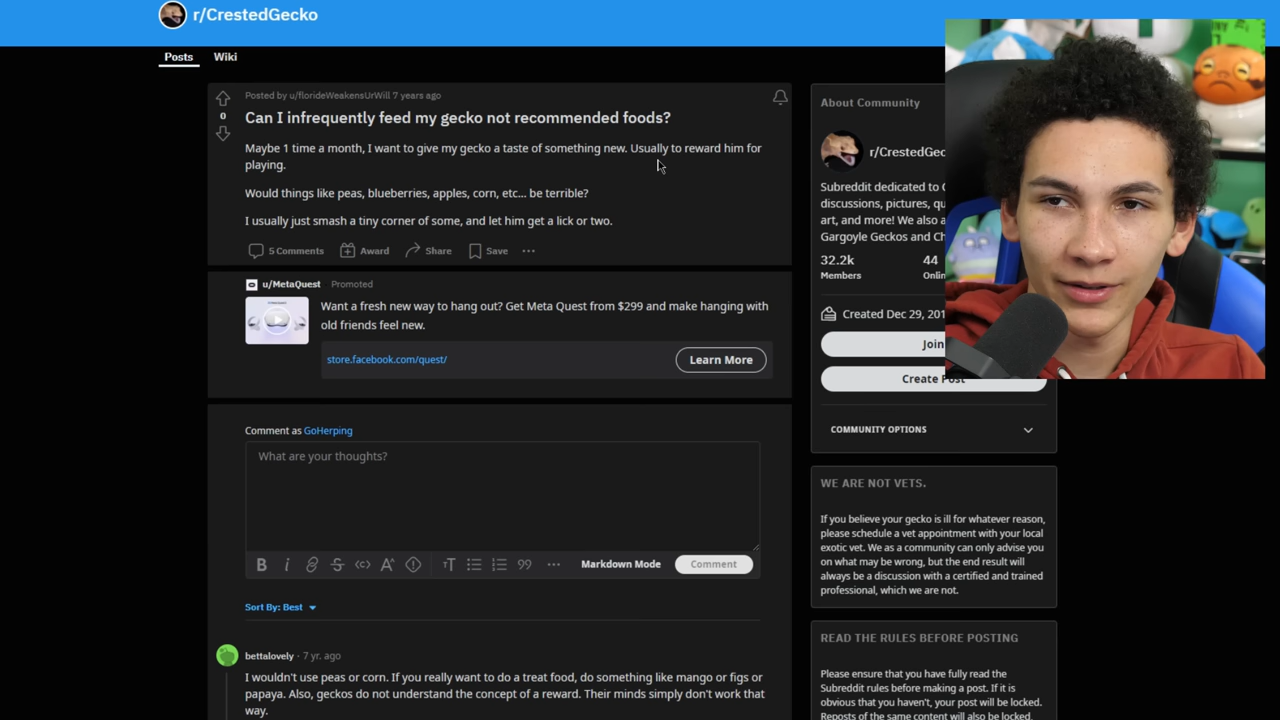 r/CrestedGecko
Posts
Wiki
Posted by u/florideWeakensUrWill 7 years ago
0
Can I infrequently feed my gecko not recommended foods?
Maybe 1 time a month, I want to give my gecko a taste of something new. Usually to reward him for
playing.
Would things like peas, blueberries, apples, corn, etc... be terrible?
I usually just smash a tiny corner of some, and let him get a lick or two.
5 Comments
Award
Share
Save
u/MetaQuest
Promoted
Want a fresh new way to hang out? Get Meta Quest from $299 and make hanging with
old friends feel new.
store.facebook.com/quest/
Learn More
Comment as GoHerping
What are your thoughts?
Markdown Mode
Comment
Sort By: Best
bettalovely · 7 yr. ago
I wouldn't use peas or corn. If you really want to do a treat food, do something like mango or figs or
papaya. Also, geckos do not understand the concept of a reward. Their minds simply don't work that
way.
About Community
r/CrestedGec
Subreddit dedicated to
discussions, pictures,
art, and more! We also
Gargoyle Geckos and
32.2k
44
Members
Created Dec 29,
Join
Create Post
COMMUNITY OPTIONS
WE ARE NOT VETS.
If you believe your gecko is ill for whatever reason,
please schedule a vet appointment with your local
exotic vet. We as a community can only advise you
on what may be wrong, but the end result will
always be a discussion with a certified and trained
professional, which we are not.
READ THE RULES BEFORE POSTING
Please ensure that you have fully read the
Subreddit rules before making a post. If it is
obvious that you haven't, your post will be locked.
Reposts of the same content will also be locked.